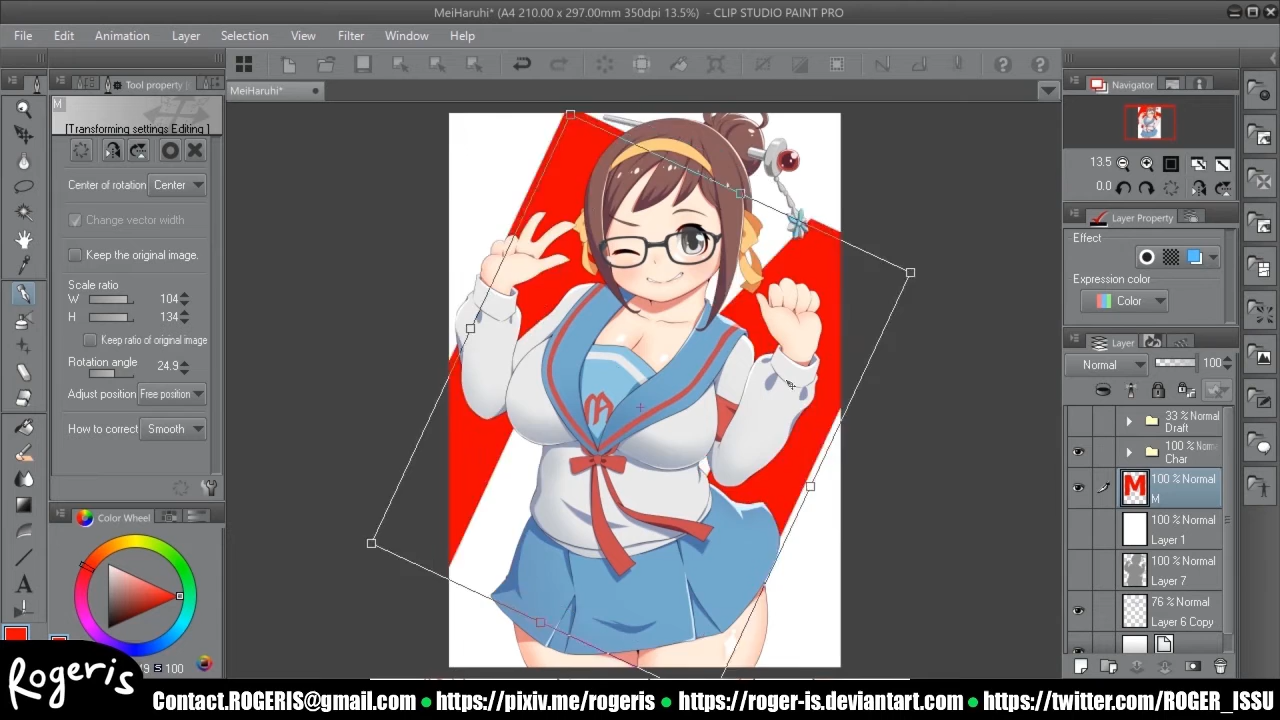 MeiHaruhi* (A4 210.00 x 297.00mm 350dpi 13.5%) - CLIP STUDIO PAINT PRO
File Edit Animation Layer Selection View Filter Window Help
Tool property
MeiHaruhi*
Navigator
M
[Transforming settings Editing ]
13.5
Center of rotation Center
0.0
Change vector width
Layer Property
Effect
Keep the original image.
Expression color
Scale ratio
W 104
Color
H 134
Keep ratio of original image
Layer
Rotation angle
24.9
Normal 100
Adjust position Free position
How to correct Smooth
33 % Normal
Draft
100 % Normal
Char
100 % Normal
M
Color Wheel
100 % Normal
Layer 1
100 % Normal
Layer 7
76 % Normal
Layer 6 Copy
S 100
Rogeris
Contact.ROGERIS@gmail.com ● https://pixiv.me/rogeris ● https://roger-is.deviantart.com ● https://twitter.com/ROGER_ISSU